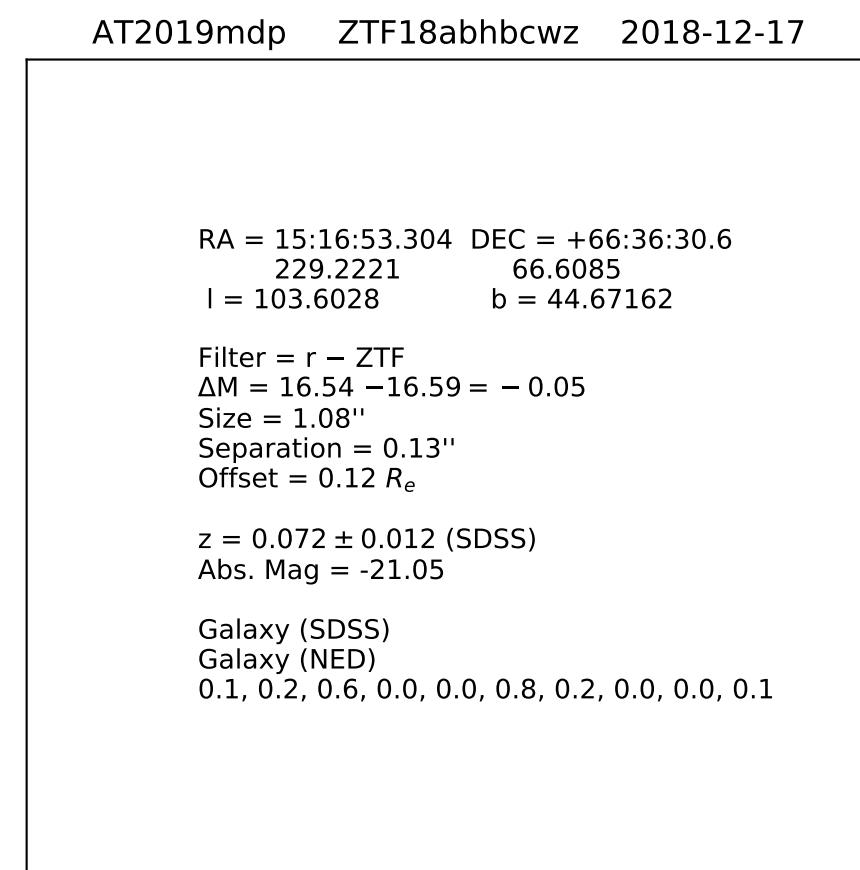 AT2019mdp ZTF18abhbcwz 2018-12-17
RA = 15:16:53.304 DEC = +66:36:30.6
229.2221 66.6085
l = 103.6028 b = 44.67162
Filter = r − ZTF
ΔM = 16.54 −16.59 = − 0.05
Size = 1.08''
Separation = 0.13''
Offset = 0.12 Rₑ
z = 0.072 ± 0.012 (SDSS)
Abs. Mag = -21.05
Galaxy (SDSS)
Galaxy (NED)
0.1, 0.2, 0.6, 0.0, 0.0, 0.8, 0.2, 0.0, 0.0, 0.1